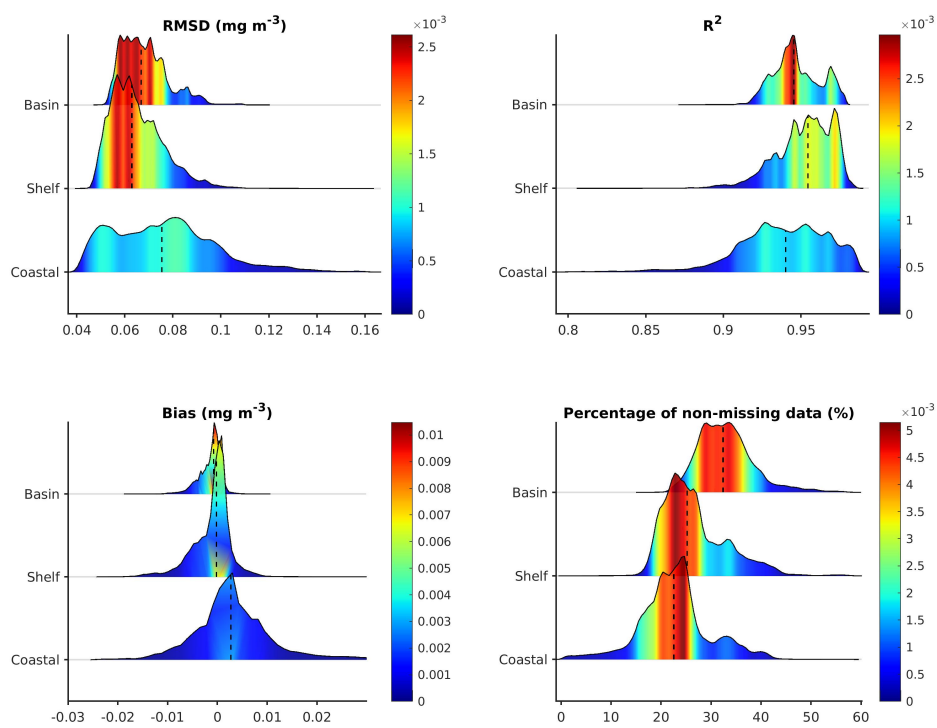 RMSD (mg m-3)
×10-3
2.5
2
1.5
1
0.5
0
Basin
Shelf
Coastal
0.04 0.06 0.08 0.1 0.12 0.14 0.16
R2
×10-3
2.5
2
1.5
1
0.5
0
Basin
Shelf
Coastal
0.8 0.85 0.9 0.95
Bias (mg m-3)
0.01
0.009
0.008
0.007
0.006
0.005
0.004
0.003
0.002
0.001
0
Basin
Shelf
Coastal
-0.03 -0.02 -0.01 0 0.01 0.02
Percentage of non-missing data (%)
×10-3
5
4.5
4
3.5
3
2.5
2
1.5
1
0.5
0
Basin
Shelf
Coastal
0 10 20 30 40 50 60